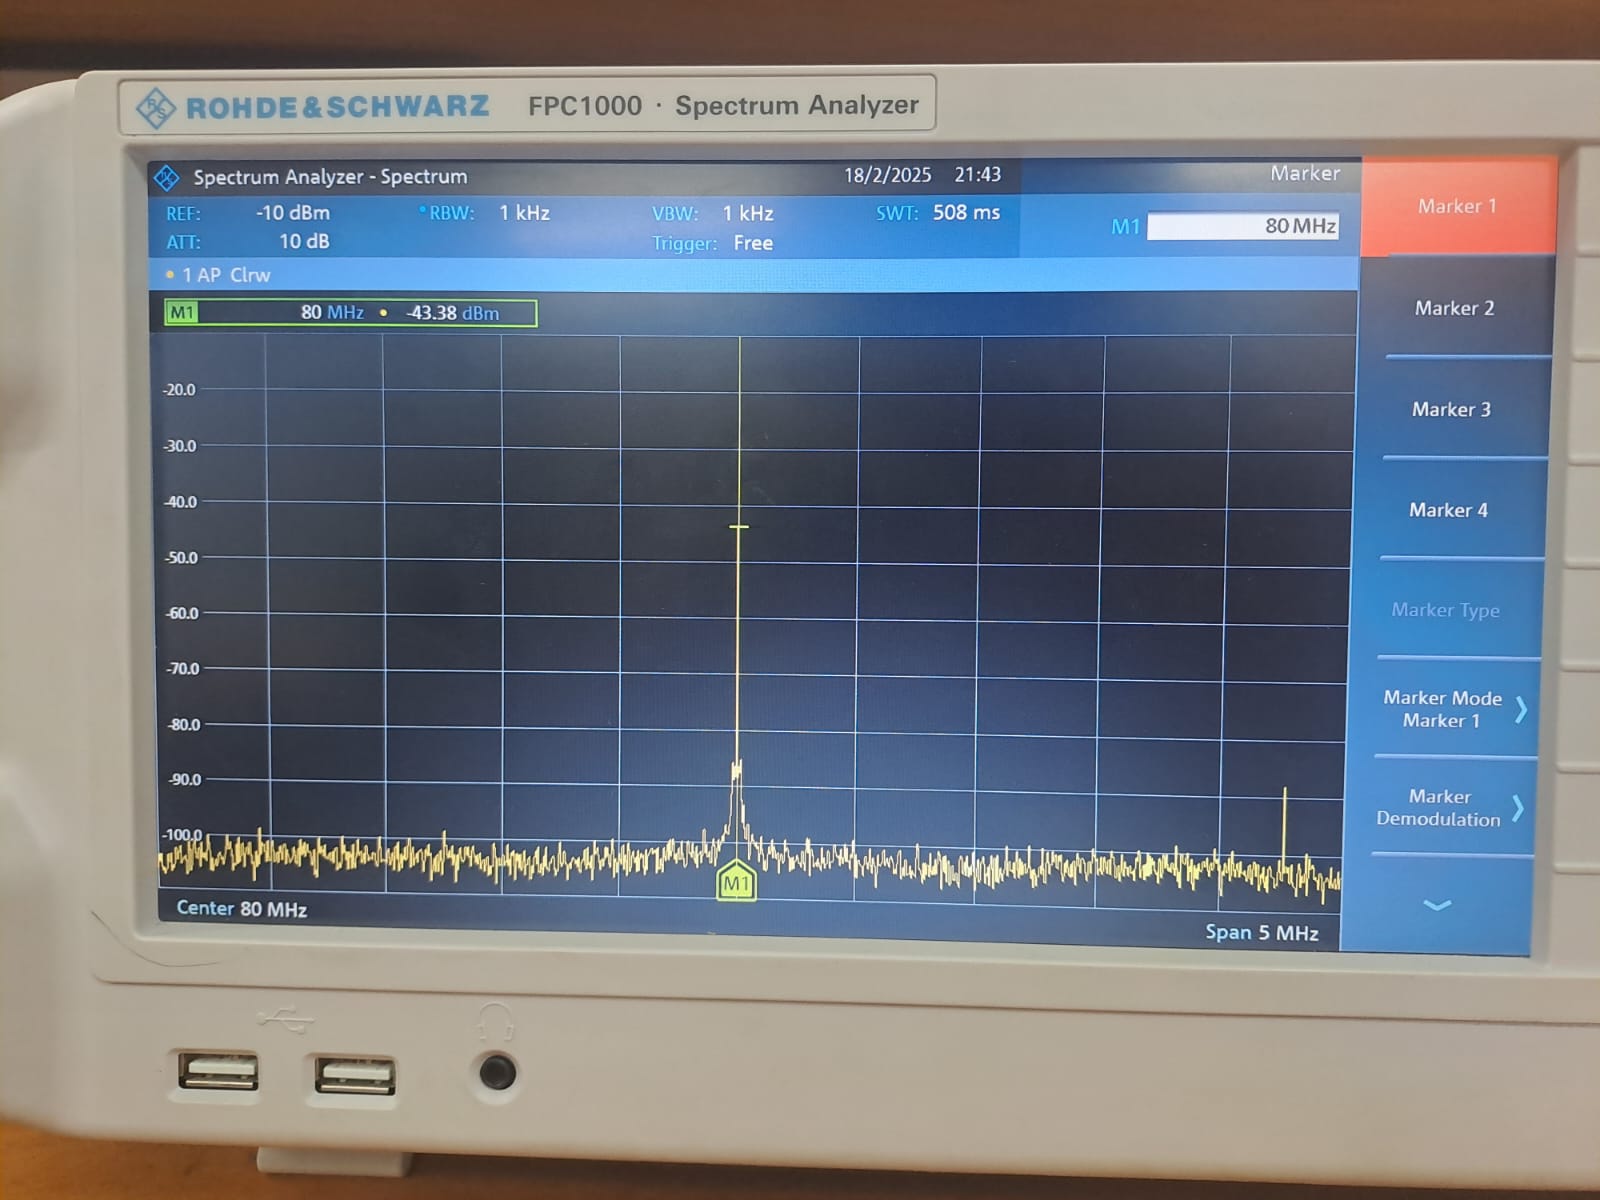 ROHDE&SCHWARZ FPC1000 · Spectrum Analyzer
Spectrum Analyzer - Spectrum 18/2/2025 21:43 Marker
REF: -10 dBm RBW: 1 kHz VBW: 1 kHz SWT: 508 ms
ATT: 10 dB Trigger: Free
M1 80 MHz
1 AP Clrw
M1 80 MHz • -43.38 dBm
-20.0
-30.0
-40.0
-50.0
-60.0
-70.0
-80.0
-90.0
-100.0
M1
Center 80 MHz
Span 5 MHz
Marker 1
Marker 2
Marker 3
Marker 4
Marker Type
Marker Mode
Marker 1
Marker
Demodulation